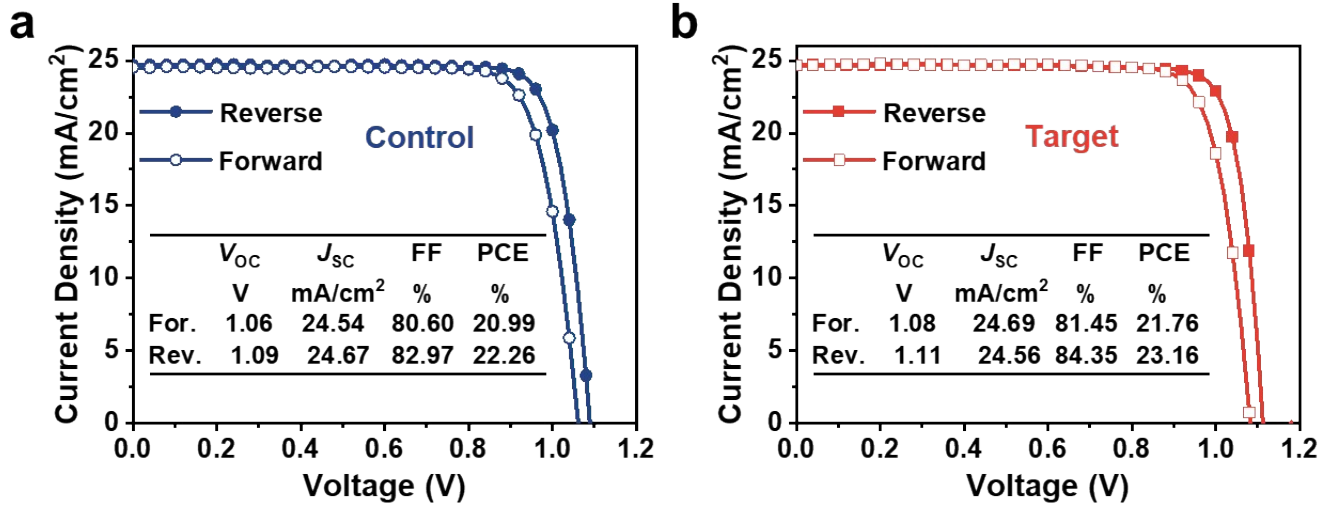 a
Current Density (mA/cm²)
25
20
15
10
5
0
Reverse
Forward
Control
VOC JSC FF PCE
V mA/cm² % %
For. 1.06 24.54 80.60 20.99
Rev. 1.09 24.67 82.97 22.26
0.0 0.2 0.4 0.6 0.8 1.0 1.2
Voltage (V)
b
Current Density (mA/cm²)
25
20
15
10
5
0
Reverse
Forward
Target
VOC JSC FF PCE
V mA/cm² % %
For. 1.08 24.69 81.45 21.76
Rev. 1.11 24.56 84.35 23.16
0.0 0.2 0.4 0.6 0.8 1.0 1.2
Voltage (V)